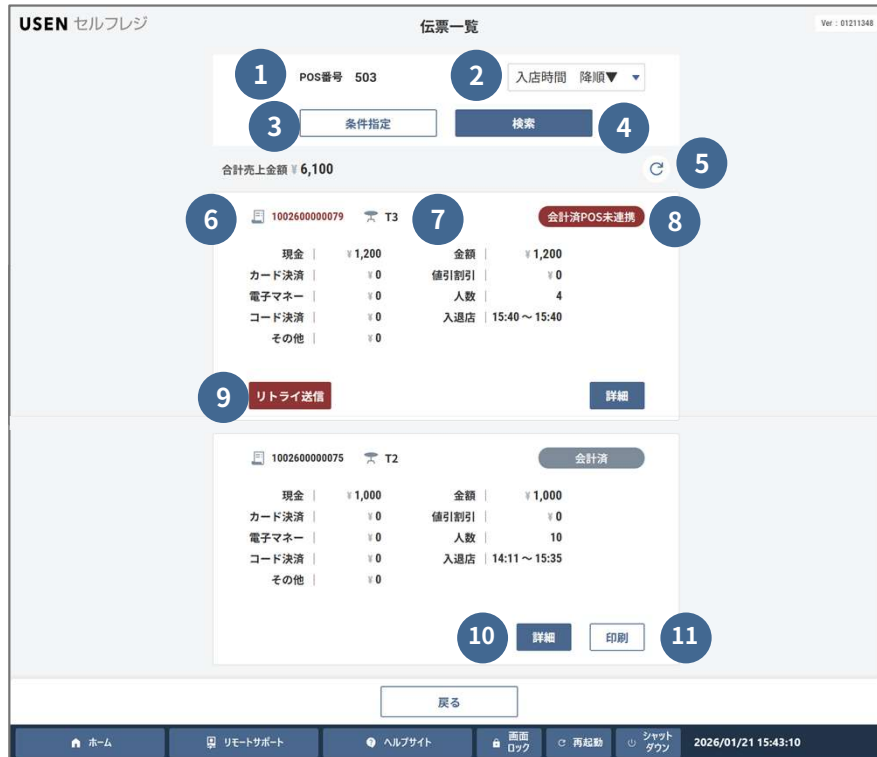 USEN セルフレジ
伝票一覧
Ver : 01211348
1 POS番号 503
2 入店時間 降順▼ ▼
3 条件指定
検索 4
合計売上金額 ¥ 6,100
5
6 1002600000079 T3 7
会計済POS未連携 8
現金 | ¥ 1,200 金額 | ¥ 1,200
カード決済 | ¥ 0 値引割引 | ¥ 0
電子マネー | ¥ 0 人数 | 4
コード決済 | ¥ 0 入退店 | 15:40 ～ 15:40
その他 | ¥ 0
9 リトライ送信
詳細
1002600000075 T2
会計済
現金 | ¥ 1,000 金額 | ¥ 1,000
カード決済 | ¥ 0 値引割引 | ¥ 0
電子マネー | ¥ 0 人数 | 10
コード決済 | ¥ 0 入退店 | 14:11 ～ 15:35
その他 | ¥ 0
10 詳細
印刷 11
戻る
ホーム
リモートサポート
ヘルプサイト
画面
ロック
再起動
シャット
ダウン
2026/01/21 15:43:10